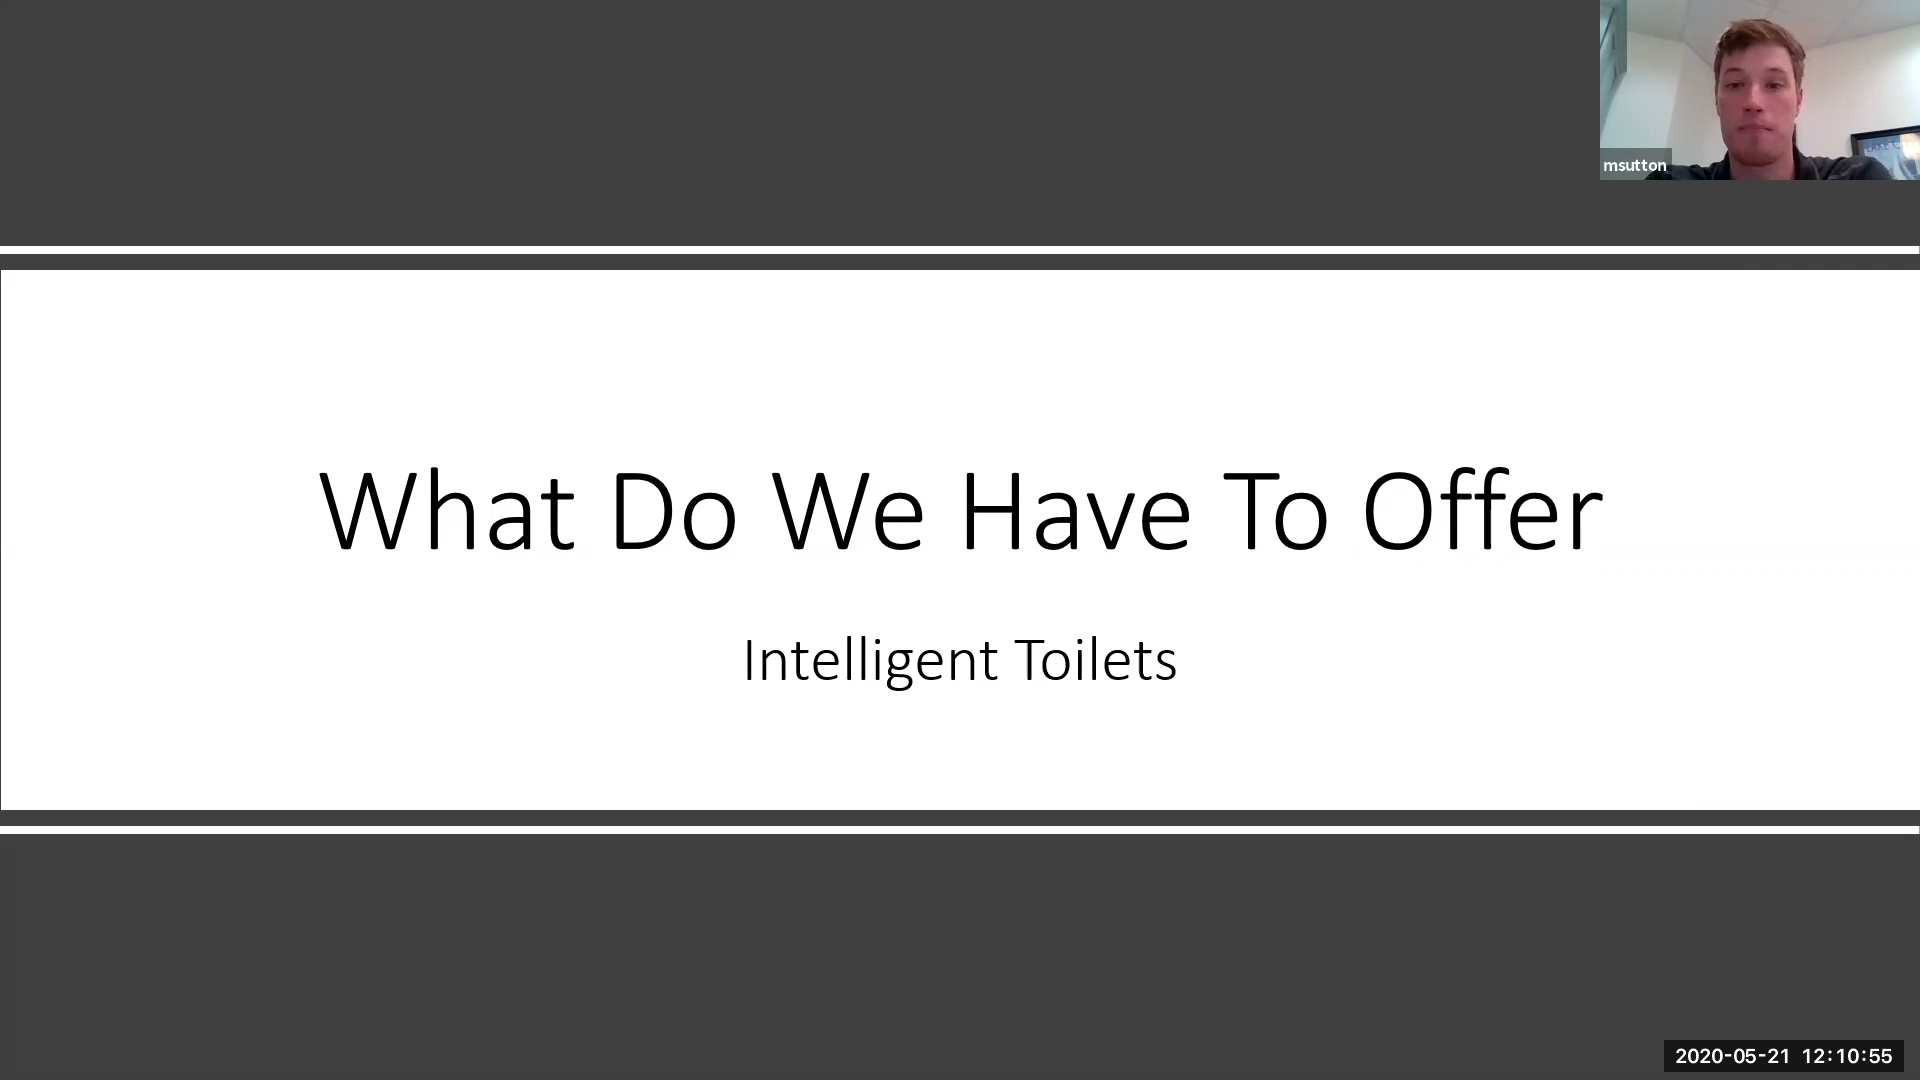 msutton
What Do We Have To Offer
Intelligent Toilets
2020-05-21 12:10:55